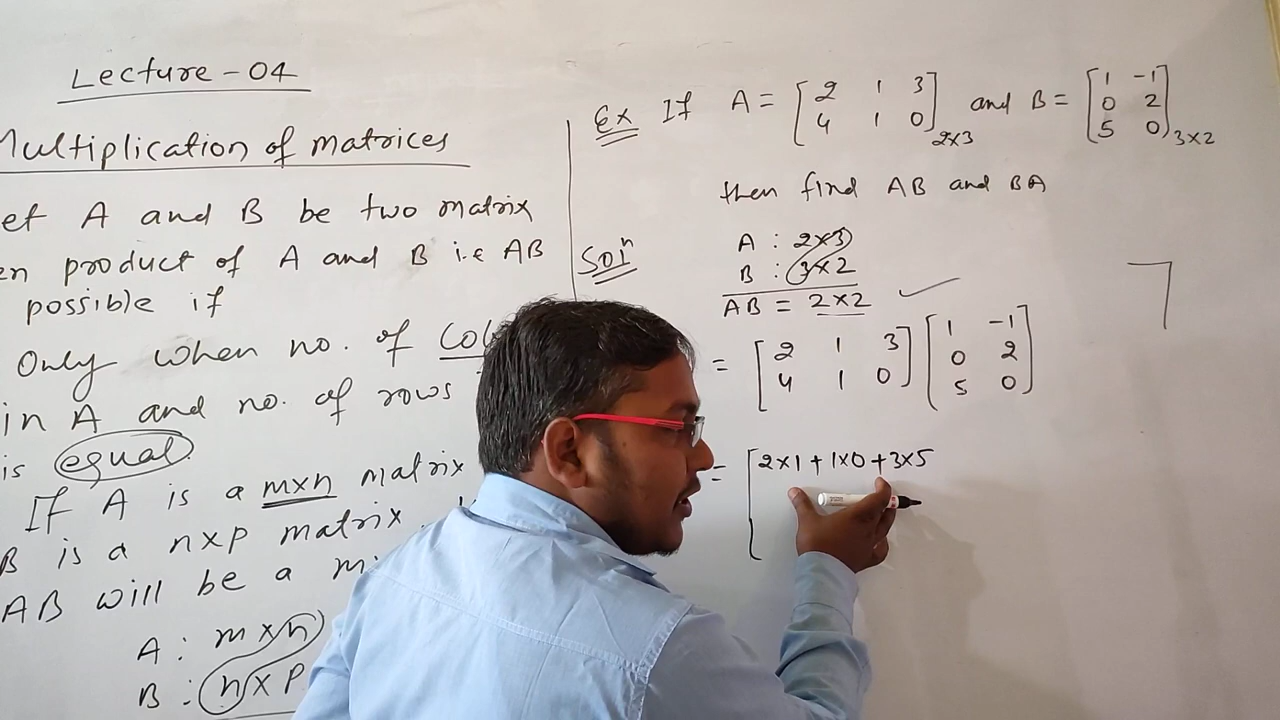 Lecture - 04
Multiplication of matrices
et A and B be two matrix
en product of A and B i.e AB
possible if
Only when no. of Col
in A and no. of rows
is equal
If A is a m×n matrix
B is a n×p matrix
AB will be a m
A : m×n
B : n×p
Ex If A = [2 1 3
4 1 0]2×3 and B = [1 -1
0 2
5 0]3×2
then find AB and BA
Solⁿ
A : 2×3
B : 3×2
AB = 2×2 ✓
= [2 1 3
4 1 0] [1 -1
0 2
5 0]
= [2×1 + 1×0 + 3×5